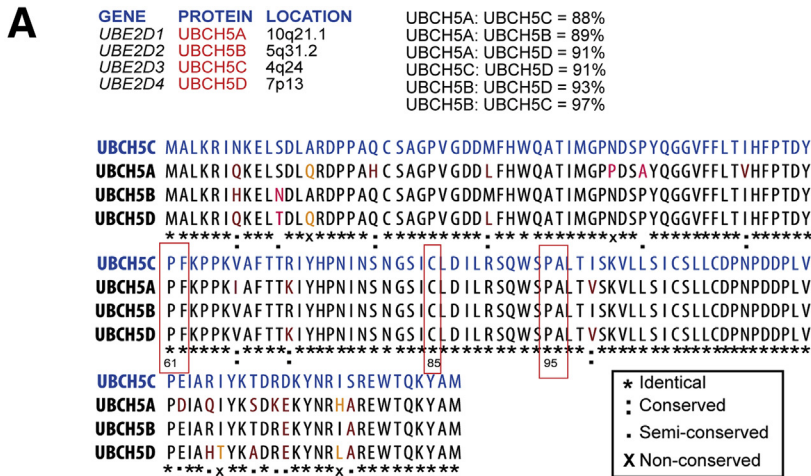 A
GENE PROTEIN LOCATION
UBE2D1 UBCH5A 10q21.1
UBE2D2 UBCH5B 5q31.2
UBE2D3 UBCH5C 4q24
UBE2D4 UBCH5D 7p13
UBCH5A: UBCH5C = 88%
UBCH5A: UBCH5B = 89%
UBCH5A: UBCH5D = 91%
UBCH5C: UBCH5D = 91%
UBCH5B: UBCH5D = 93%
UBCH5B: UBCH5C = 97%
UBCH5C MALKRINKELSDLARDPPAQCSAGPVGDDMFHWQATIMGPNDSPYQGGVFFLTIHFPTDY
UBCH5A MALKRIQKELSDLQRDPPAHCSAGPVGDDLFHWQATIMGPPDSAYQGGVFFLTVHFPTDY
UBCH5B MALKRIHKELNDLARDPPAQCSAGPVGDDMFHWQATIMGPNDSPYQGGVFFLTIHFPTDY
UBCH5D MALKRIQKELTDLQRDPPAQCSAGPVGDDLFHWQATIMGPNDSPYQGGVFFLTIHFPTDY
******:***.**x*****:*********:**********x**.*********:******
UBCH5C PFKPPKVAFTTRIYHPNINSNGSICLDILRSQWSPALTISKVLLSICSLLCDPNPDDPLV
UBCH5A PFKPPKIAFTTKIYHPNINSNGSICLDILRSQWSPALTVSKVLLSICSLLCDPNPDDPLV
UBCH5B PFKPPKVAFTTRIYHPNINSNGSICLDILRSQWSPALTISKVLLSICSLLCDPNPDDPLV
UBCH5D PFKPPKVAFTTKIYHPNINSNGSICLDILRSQWSPALTVSKVLLSICSLLCDPNPDDPLV
******:****:**************************:*********************
61 85 95
UBCH5C PEIARIYKTDRDKYNRISREWTQKYAM
UBCH5A PDIAQIYKSDKEKYNRHAREWTQKYAM
UBCH5B PEIARIYKTDREKYNRIAREWTQKYAM
UBCH5D PEIAHTYKADREKYNRLAREWTQKYAM
* Identical
: Conserved
. Semi-conserved
X Non-conserved